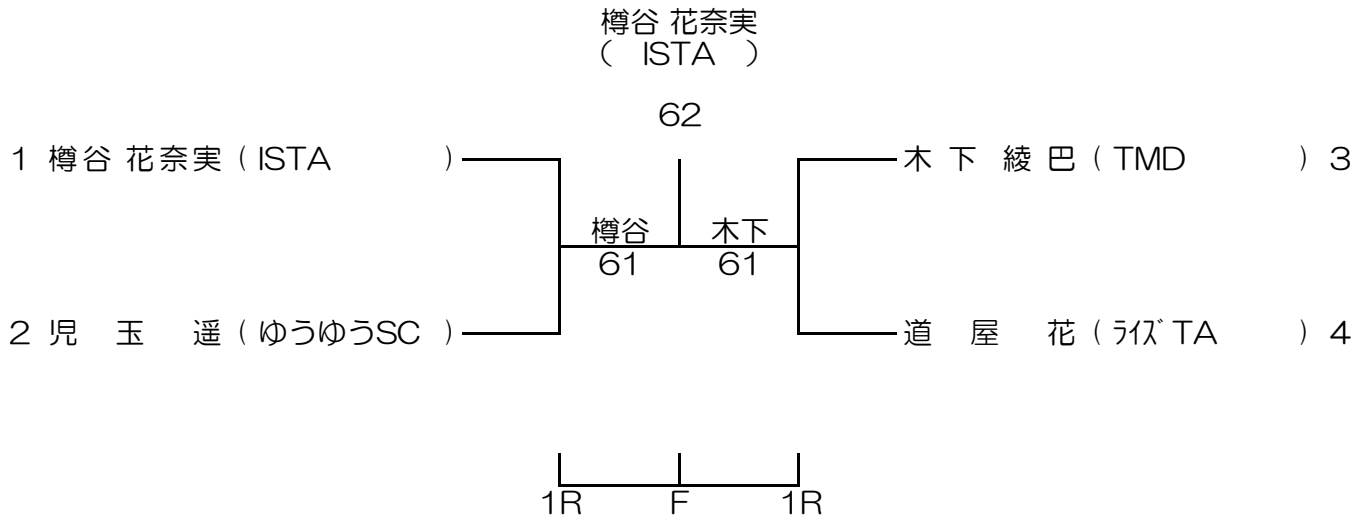 樽谷 花奈実
( ISTA )
62
1 樽谷 花奈実 ( ISTA ) 木 下 綾 巴 ( TMD ) 3
樽谷 木下
61 61
2 児 玉 遥 ( ゆうゆうSC ) 道 屋 花 ( ﾗｲｽﾞTA ) 4
1R F 1R